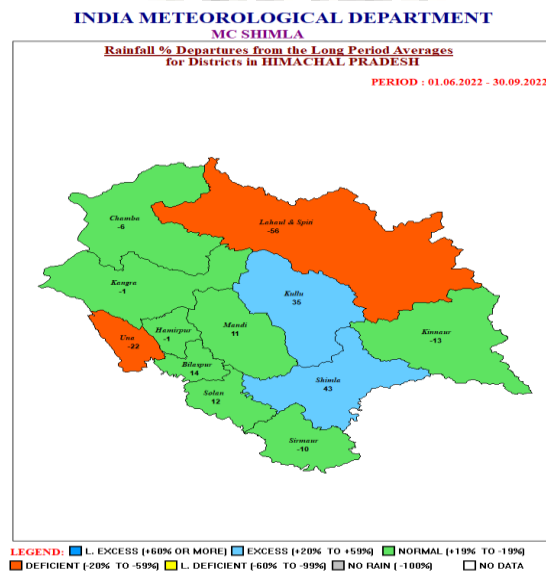 INDIA METEOROLOGICAL DEPARTMENT
MC SHIMLA
Rainfall % Departures from the Long Period Averages
for Districts in HIMACHAL PRADESH
PERIOD : 01.06.2022 - 30.09.2022
Chamba
-6
Lahaul & Spiti
-56
Kangra
-1
Kullu
35
Una
-22
Hamirpur
-1
Mandi
11
Kinnaur
-13
Bilaspur
14
Shimla
43
Solan
12
Sirmaur
-10
LEGEND: L. EXCESS (+60% OR MORE) EXCESS (+20% TO +59%) NORMAL (+19% TO -19%)
DEFICIENT (-20% TO -59%) L. DEFICIENT (-60% TO -99%) NO RAIN (-100%) NO DATA